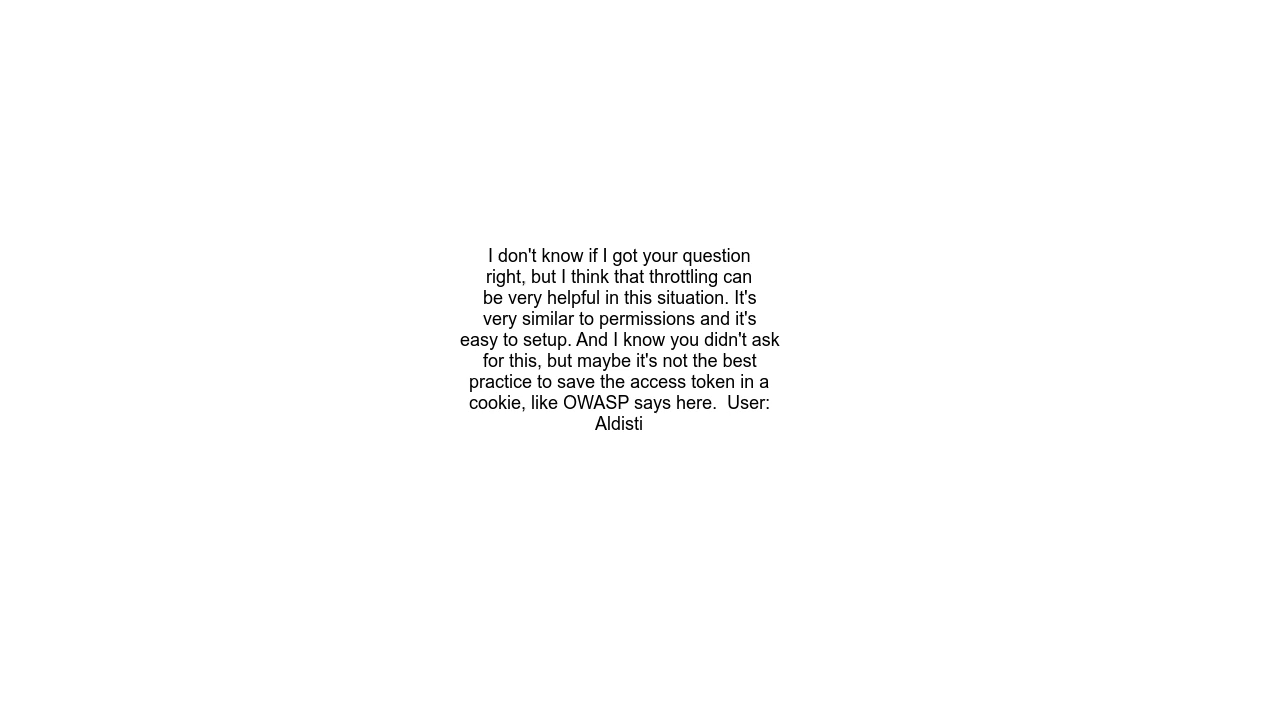 I don't know if I got your question
right, but I think that throttling can
be very helpful in this situation. It's
very similar to permissions and it's
easy to setup. And I know you didn't ask
for this, but maybe it's not the best
practice to save the access token in a
cookie, like OWASP says here.  User:
Aldisti